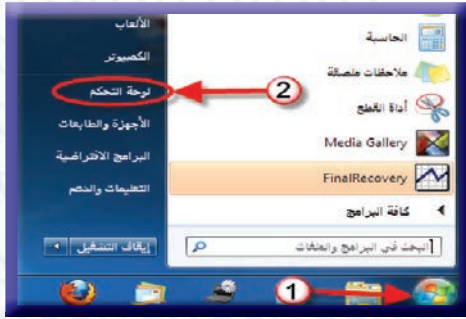 الحاسبة
ملاحظات ملصقة
أداة القطع
Media Gallery
FinalRecovery
كافة البرامج
البحث في البرامج والملفات
الألعاب
الكمبيوتر
لوحة التحكم
2
الأجهزة والطابعات
البرامج الافتراضية
التعليمات والدعم
إيقاف التشغيل
1